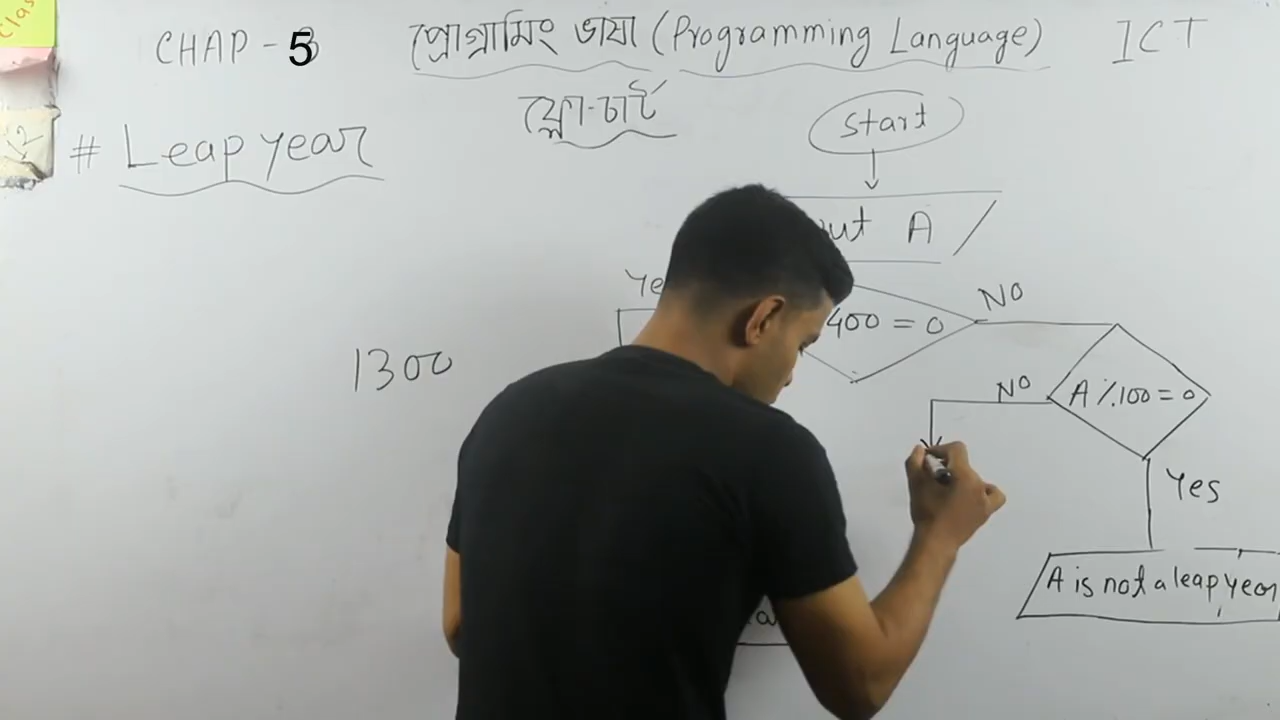 CHAP - 5 প্রোগ্রামিং ভাষা (Programming Language) ICT
ফ্লো-চার্ট
# Leap year
Start
A
Ye
400 = 0
NO
1300
A % 100 = 0
NO
Yes
A is not a leap year